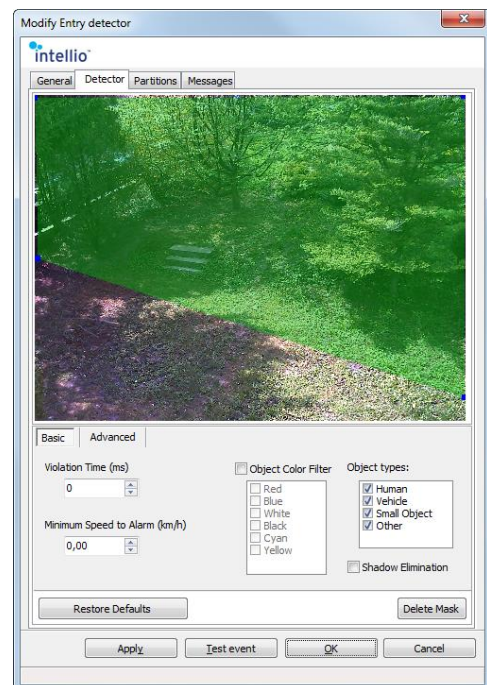 Modify Entry detector
intellio
General Detector Partitions Messages
Basic Advanced
Violation Time (ms)
0
Minimum Speed to Alarm (km/h)
0,00
Object Color Filter
Red
Blue
White
Black
Cyan
Yellow
Object types:
Human
Vehicle
Small Object
Other
Shadow Elimination
Restore Defaults Delete Mask
Apply Test event OK Cancel